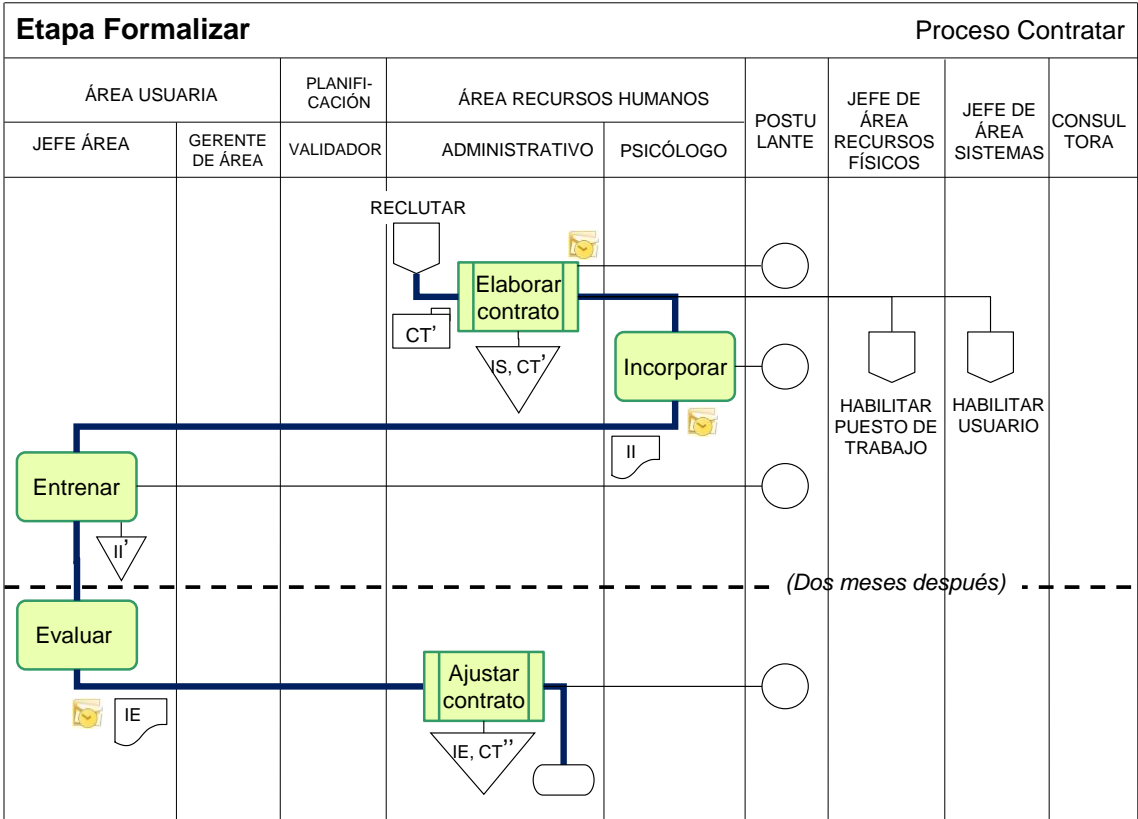 Etapa Formalizar
Proceso Contratar
ÁREA USUARIA
PLANIFI-
CACIÓN
ÁREA RECURSOS HUMANOS
POSTU
LANTE
JEFE DE
ÁREA
RECURSOS
FÍSICOS
JEFE DE
ÁREA
SISTEMAS
CONSUL
TORA
JEFE ÁREA
GERENTE
DE ÁREA
VALIDADOR
ADMINISTRATIVO
PSICÓLOGO
RECLUTAR
Elaborar
contrato
CT'
IS, CT'
Incorporar
HABILITAR
PUESTO DE
TRABAJO
HABILITAR
USUARIO
II
Entrenar
II'
(Dos meses después)
Evaluar
IE
Ajustar
contrato
IE, CT''